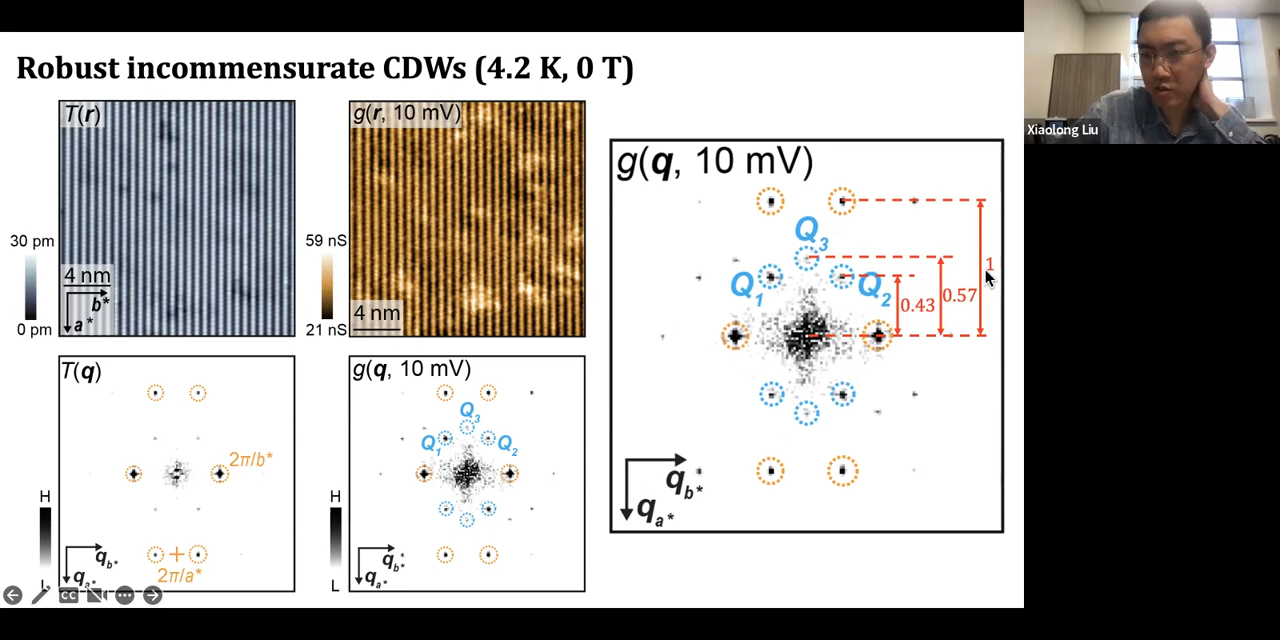 Robust incommensurate CDWs (4.2 K, 0 T)
Xiaolong Liu
T(r)
30 pm
0 pm
4 nm
b*
a*
g(r, 10 mV)
59 nS
21 nS
4 nm
T(q)
2π/b*
2π/a*
H
L
q_b*
q_a*
g(q, 10 mV)
Q3
Q1
Q2
H
L
q_b*
q_a*
g(q, 10 mV)
Q3
Q1
Q2
0.43
0.57
1
q_b*
q_a*
CC